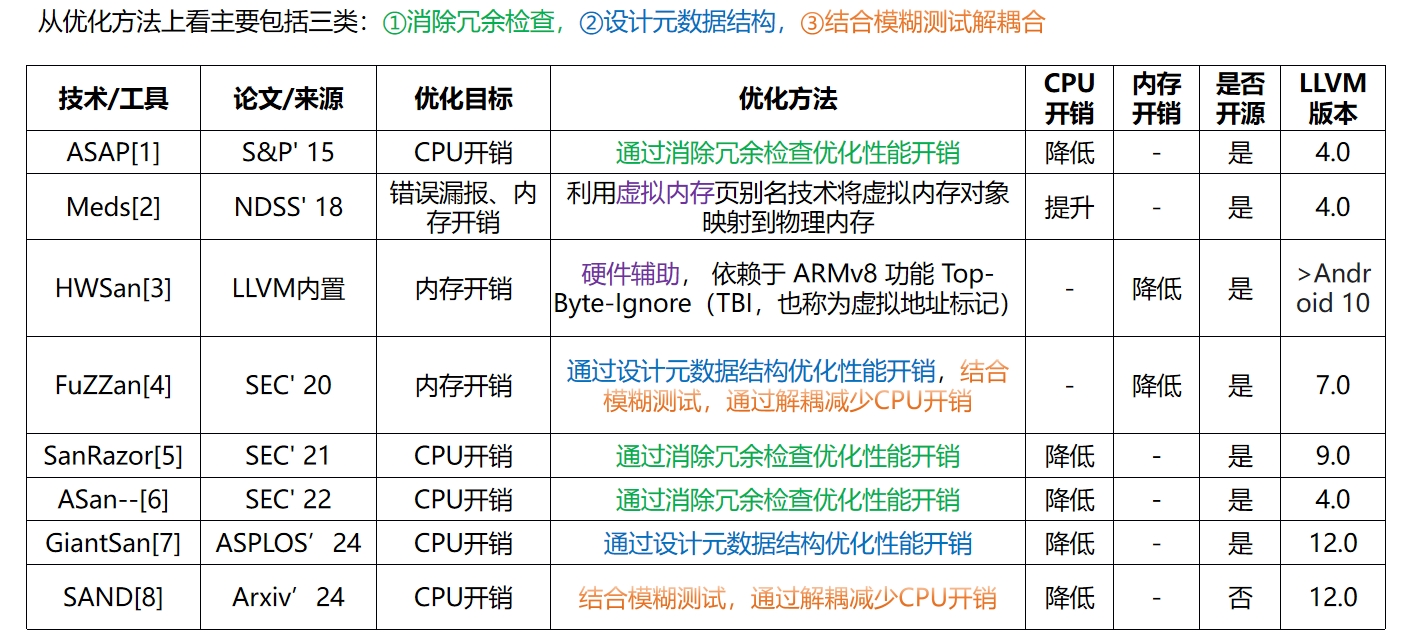 从优化方法上看主要包括三类：①消除冗余检查，②设计元数据结构，③结合模糊测试解耦合
技术/工具 论文/来源 优化目标 优化方法 CPU开销 内存开销 是否开源 LLVM版本
ASAP[1] S&P' 15 CPU开销 通过消除冗余检查优化性能开销 降低 - 是 4.0
Meds[2] NDSS' 18 错误漏报、内存开销 利用虚拟内存页别名技术将虚拟内存对象映射到物理内存 提升 - 是 4.0
HWSan[3] LLVM内置 内存开销 硬件辅助， 依赖于 ARMv8 功能 Top-Byte-Ignore（TBI，也称为虚拟地址标记） - 降低 是 >Android 10
FuZZan[4] SEC' 20 内存开销 通过设计元数据结构优化性能开销，结合模糊测试，通过解耦减少CPU开销 - 降低 是 7.0
SanRazor[5] SEC' 21 CPU开销 通过消除冗余检查优化性能开销 降低 - 是 9.0
ASan--[6] SEC' 22 CPU开销 通过消除冗余检查优化性能开销 降低 - 是 4.0
GiantSan[7] ASPLOS’ 24 CPU开销 通过设计元数据结构优化性能开销 降低 - 是 12.0
SAND[8] Arxiv’ 24 CPU开销 结合模糊测试，通过解耦减少CPU开销 降低 - 否 12.0